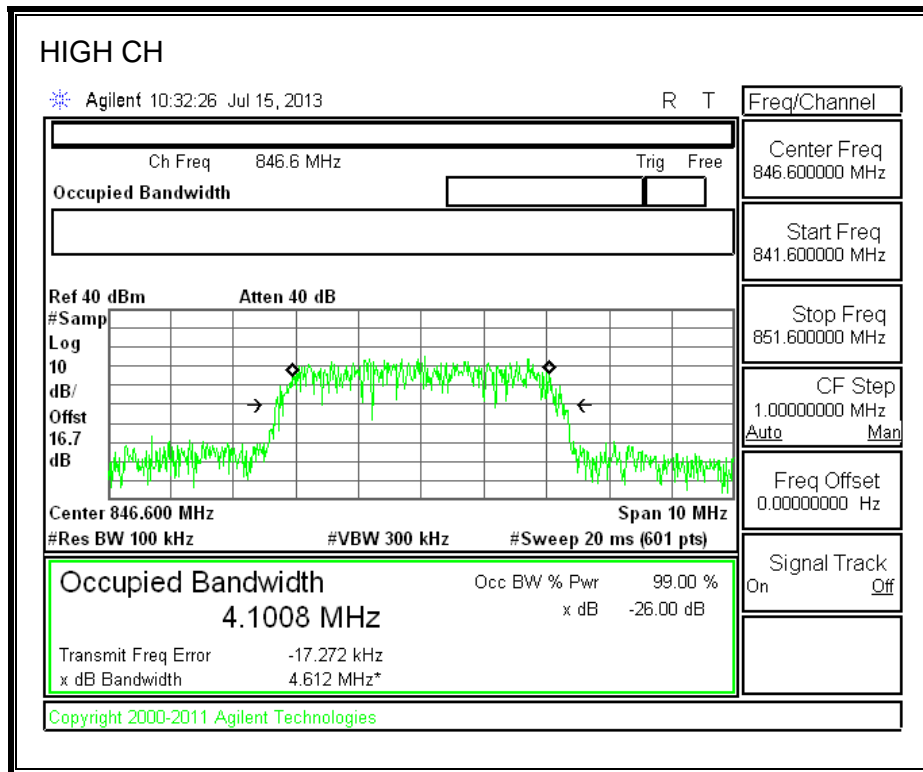 HIGH CH
Agilent 10:32:26 Jul 15, 2013 R T
Freq/Channel
Ch Freq 846.6 MHz Trig Free
Occupied Bandwidth
Center Freq
846.600000 MHz
Start Freq
841.600000 MHz
Stop Freq
851.600000 MHz
CF Step
1.00000000 MHz
Auto Man
Freq Offset
0.00000000 Hz
Signal Track
On Off
Ref 40 dBm Atten 40 dB
#Samp
Log
10
dB/
Offst
16.7
dB
Center 846.600 MHz Span 10 MHz
#Res BW 100 kHz #VBW 300 kHz #Sweep 20 ms (601 pts)
Occupied Bandwidth Occ BW % Pwr 99.00 %
4.1008 MHz x dB -26.00 dB
Transmit Freq Error -17.272 kHz
x dB Bandwidth 4.612 MHz*
Copyright 2000-2011 Agilent Technologies